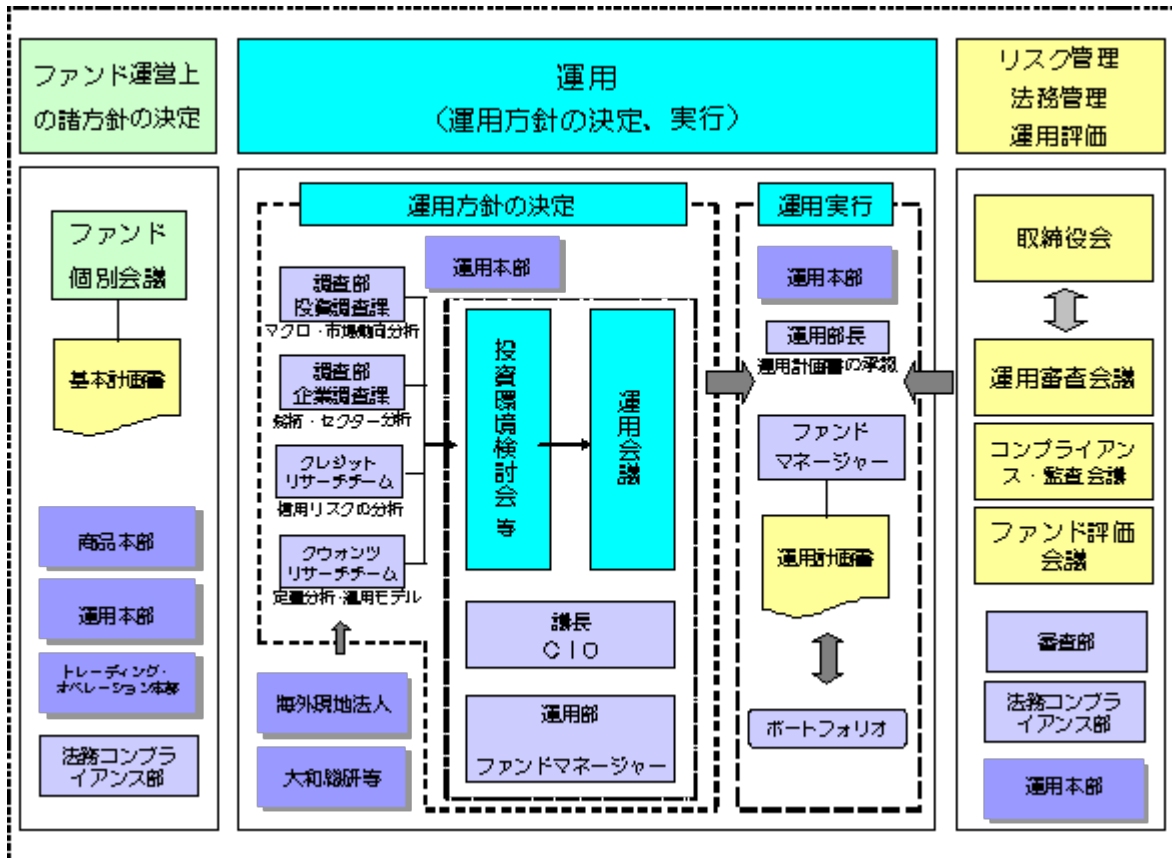 ファンド運営上
の諸方針の決定
運用
（運用方針の決定、実行）
リスク管理
法務管理
運用評価
ファンド
個別会議
基本計画書
商品本部
運用本部
トレーディング・
オペレーション本部
法務コンプラ
イアンス部
運用方針の決定
運用本部
調査部
投資調査課
マクロ・市場動向分析
調査部
企業調査課
銘柄・セクター分析
クレジット
リサーチチーム
信用リスクの分析
クウォンツ
リサーチチーム
定量分析・運用モデル
海外現地法人
大和総研等
投資環境検討会 等
運用会議
議長
ＣＩＯ
運用部
ファンドマネージャー
運用実行
運用本部
運用部長
運用計画書の承認
ファンド
マネージャー
運用計画書
ポートフォリオ
取締役会
運用審査会議
コンプライアン
ス・監査会議
ファンド評価
会議
審査部
法務コンプラ
イアンス部
運用本部